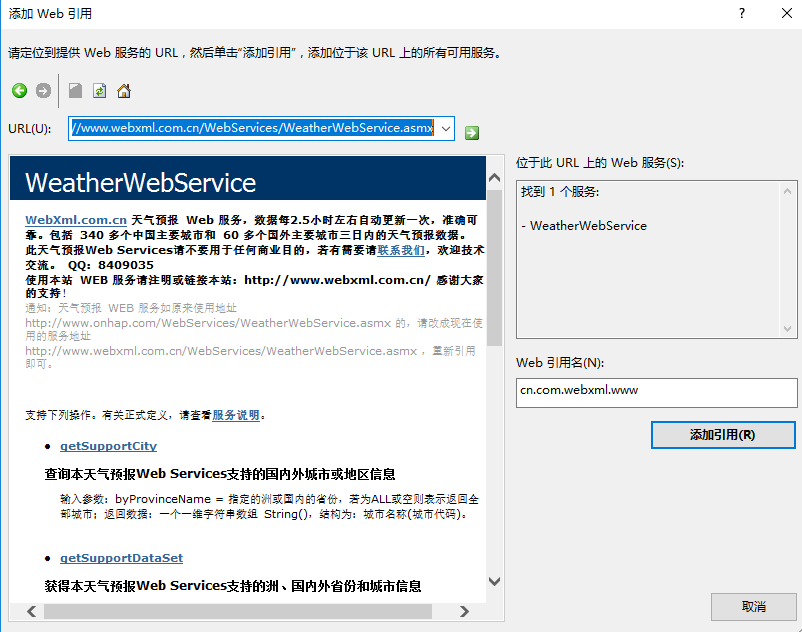 添加 Web 引用
请定位到提供 Web 服务的 URL，然后单击“添加引用”，添加位于该 URL 上的所有可用服务。
URL(U):
//www.webxml.com.cn/WebServices/WeatherWebService.asmx
WeatherWebService
WebXml.com.cn 天气预报 Web 服务，数据每2.5小时左右自动更新一次，准确可
靠。包括 340 多个中国主要城市和 60 多个国外主要城市三日内的天气预报数据。
此天气预报Web Services请不要用于任何商业目的，若有需要请联系我们，欢迎技术
交流。 QQ：8409035
使用本站 WEB 服务请注明或链接本站：http://www.webxml.com.cn/ 感谢大家
的支持！
通知：天气预报 WEB 服务如原来使用地址
http://www.onhap.com/WebServices/WeatherWebService.asmx 的，请改成现在使
用的服务地址
http://www.webxml.com.cn/WebServices/WeatherWebService.asmx ，重新引用
即可。
支持下列操作。有关正式定义，请查看服务说明。
• getSupportCity
查询本天气预报Web Services支持的国内外城市或地区信息
输入参数：byProvinceName = 指定的洲或国内的省份，若为ALL或空则表示返回全
部城市；返回数据：一个一维字符串数组 String()，结构为：城市名称(城市代码)。
• getSupportDataSet
获得本天气预报Web Services支持的洲、国内外省份和城市信息
位于此 URL 上的 Web 服务(S):
找到 1 个服务:
- WeatherWebService
Web 引用名(N):
cn.com.webxml.www
添加引用(R)
取消